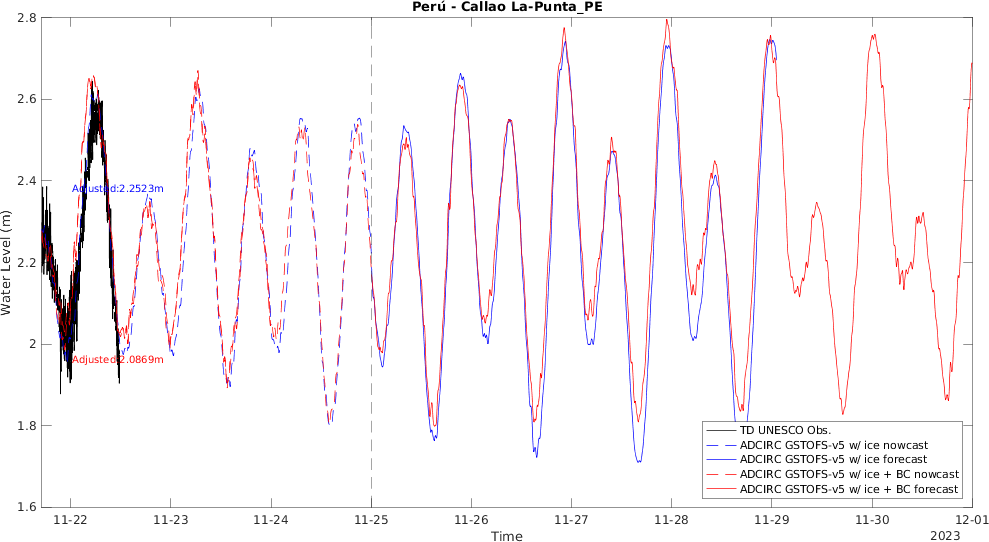 Perú - Callao La-Punta_PE
Water Level (m)
2.8
2.6
2.4
2.2
2
1.8
1.6
Adjusted:2.2523m
Adjusted:2.0869m
TD UNESCO Obs.
ADCIRC GSTOFS-v5 w/ ice nowcast
ADCIRC GSTOFS-v5 w/ ice forecast
ADCIRC GSTOFS-v5 w/ ice + BC nowcast
ADCIRC GSTOFS-v5 w/ ice + BC forecast
11-22 11-23 11-24 11-25 11-26 11-27 11-28 11-29 11-30 12-01
Time
2023